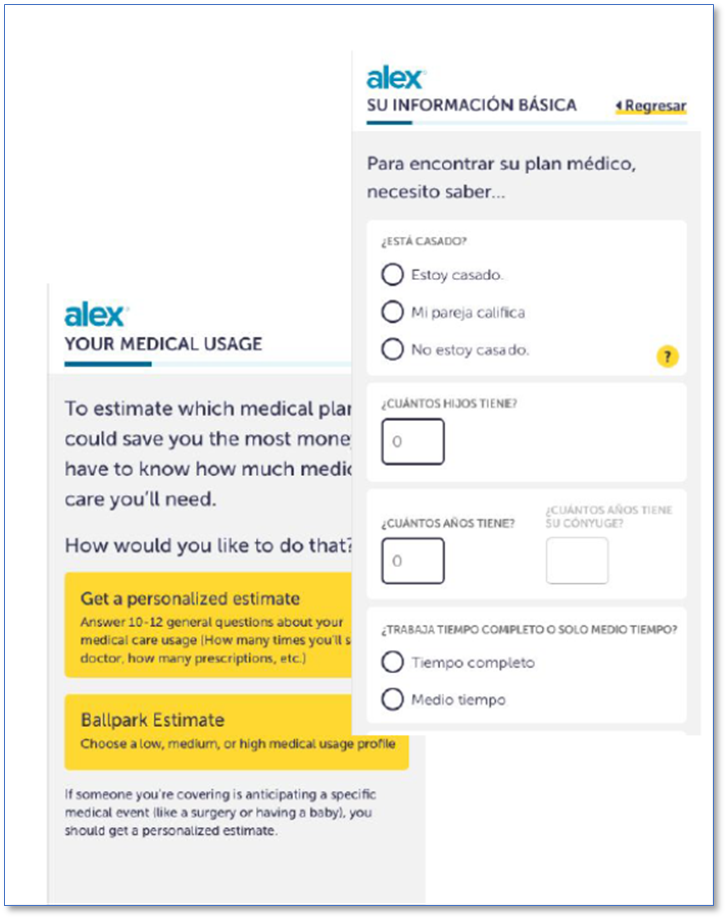 alex
SU INFORMACIÓN BÁSICA
Regresar
Para encontrar su plan médico,
necesito saber...
¿ESTÁ CASADO?
Estoy casado.
Mi pareja califica
No estoy casado.
?
¿CUÁNTOS HIJOS TIENE?
0
¿CUÁNTOS AÑOS TIENE?
0
¿CUÁNTOS AÑOS TIENE
SU CÓNYUGE?
¿TRABAJA TIEMPO COMPLETO O SOLO MEDIO TIEMPO?
Tiempo completo
Medio tiempo
alex
YOUR MEDICAL USAGE
To estimate which medical
could save you the most
have to know how much
care you'll need.
How would you like to do that?
Get a personalized estimate
Answer 10-12 general questions about your
medical care usage (How many times you'll
doctor, how many prescriptions, etc.)
Ballpark Estimate
Choose a low, medium, or high medical usage profile
If someone you're covering is anticipating a specific
medical event (like a surgery or having a baby), you
should get a personalized estimate.